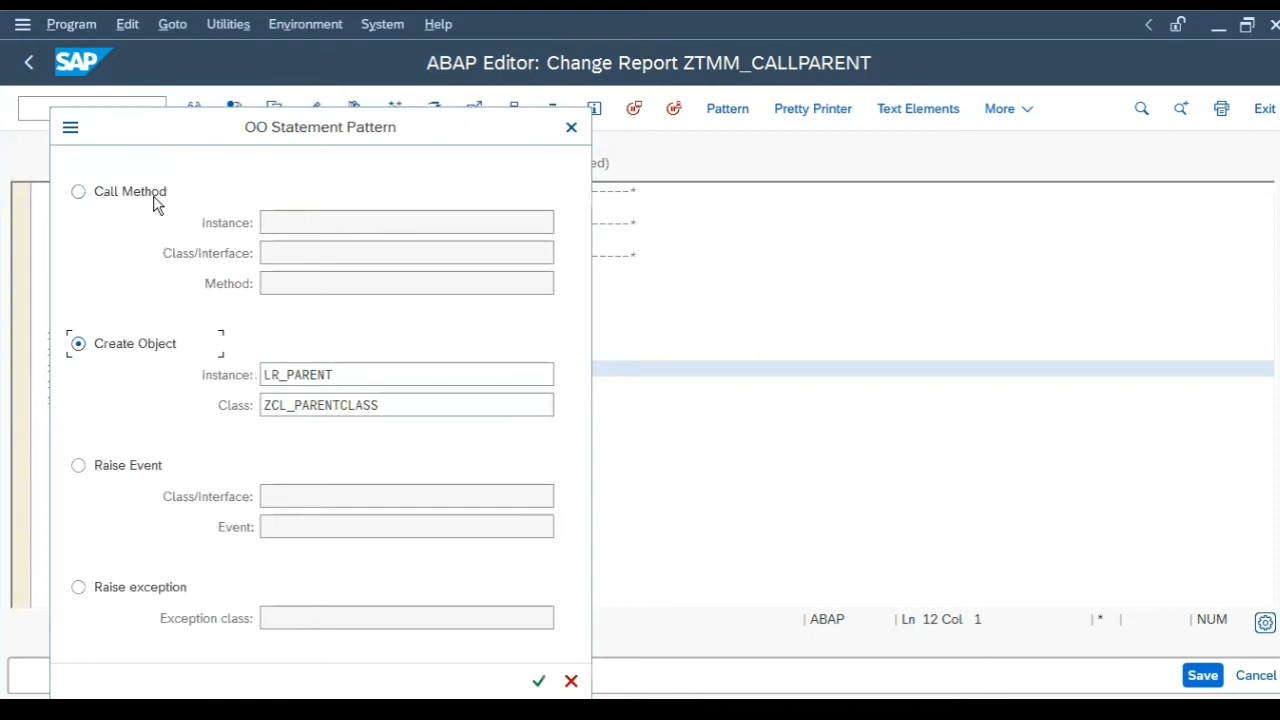 Program Edit Goto Utilities Environment System Help
SAP ABAP Editor: Change Report ZTMM_CALLPARENT
Pattern Pretty Printer Text Elements More Exit
OO Statement Pattern
ed)
Call Method
-----*
Instance:
-----*
Class/Interface:
-----*
Method:
Create Object
Instance: LR_PARENT
Class: ZCL_PARENTCLASS
Raise Event
Class/Interface:
Event:
Raise exception
Exception class:
| ABAP | Ln 12 Col 1 | * | | NUM
Save Cancel